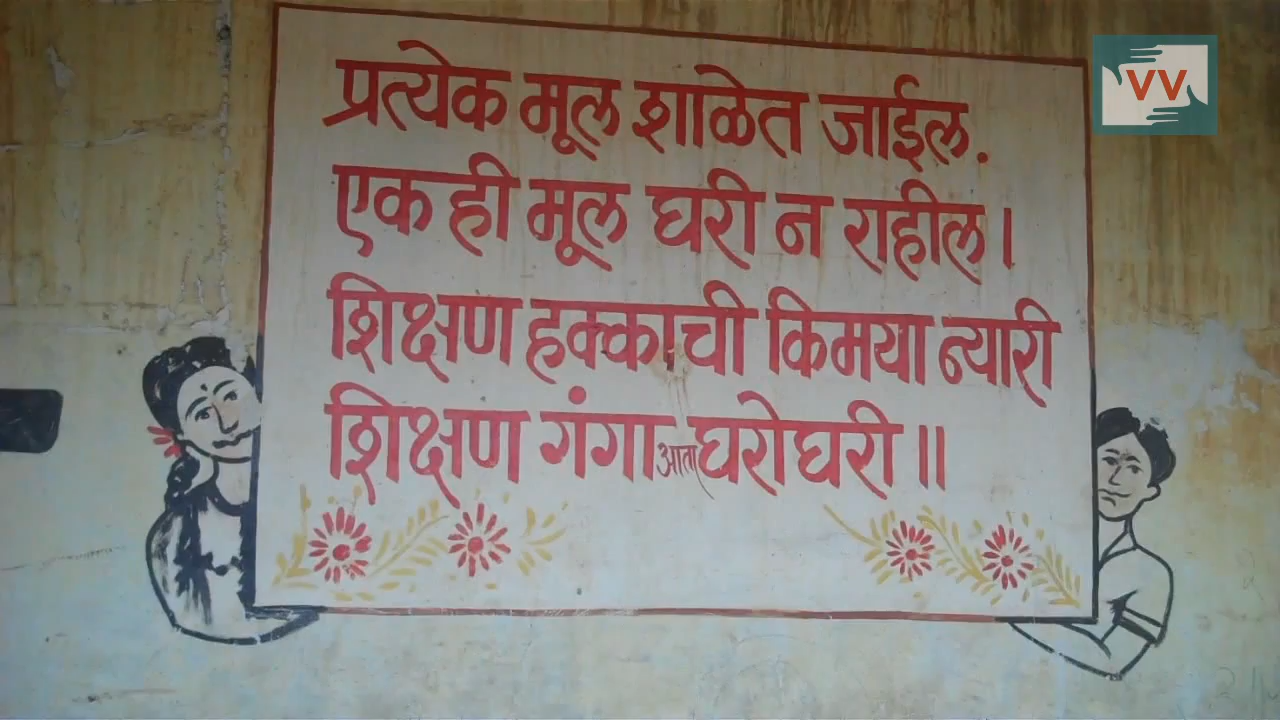 VV
प्रत्येक मूल शाळेत जाईल.
एक ही मूल घरी न राहील।
शिक्षण हक्काची किमया न्यारी
शिक्षण गंगा आता घरोघरी॥